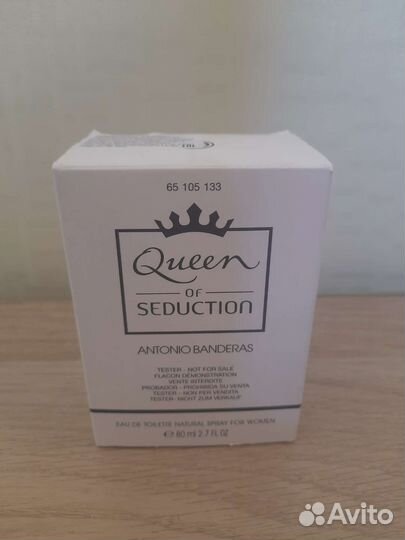 65 105 133
Queen
OF
SEDUCTION
ANTONIO BANDERAS
TESTER - NOT FOR SALE
FLACON DÉMONSTRATION
VENTE INTERDITE
PROBADOR - PROHIBIDA SU VENTA
TESTER - NON PER VENDITA
TESTER - NICHT ZUM VERKAUF
EAU DE TOILETTE NATURAL SPRAY FOR WOMEN
℮ 80 ml 2.7 FL OZ
Avito